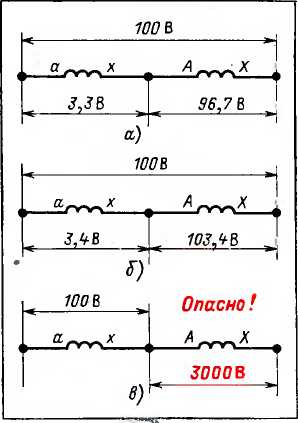 100 В
а х А Х
3,3 В 96,7 В
а)
100 В
а х А Х
3,4 В 103,4 В
б)
100 В Опасно!
а х А Х
3000 В
в)